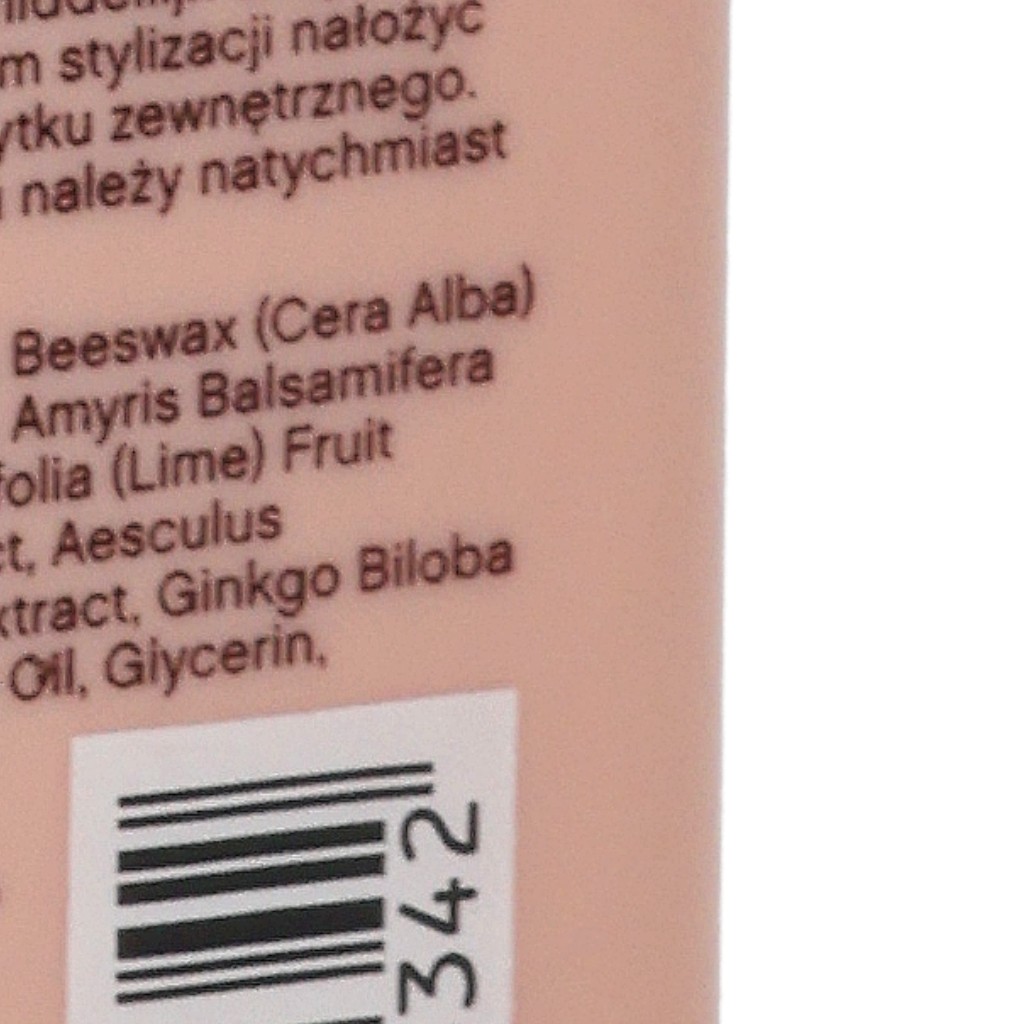 m stylizacji nałożyć
ytku zewnętrznego.
należy natychmiast
Beeswax (Cera Alba)
Amyris Balsamifera
folia (Lime) Fruit
ct, Aesculus
xtract, Ginkgo Biloba
Oil, Glycerin,
342